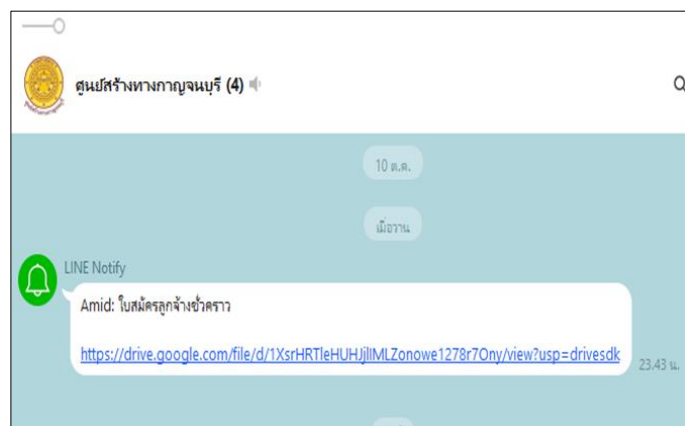 ศูนย์สร้างทางกาญจนบุรี (4)
10 ต.ค.
เมื่อวาน
LINE Notify
Amid: ใบสมัครลูกจ้างชั่วคราว
https://drive.google.com/file/d/1XsrHRTleHUHJjlIMLZonowe1278r7Ony/view?usp=drivesdk
23.43 น.